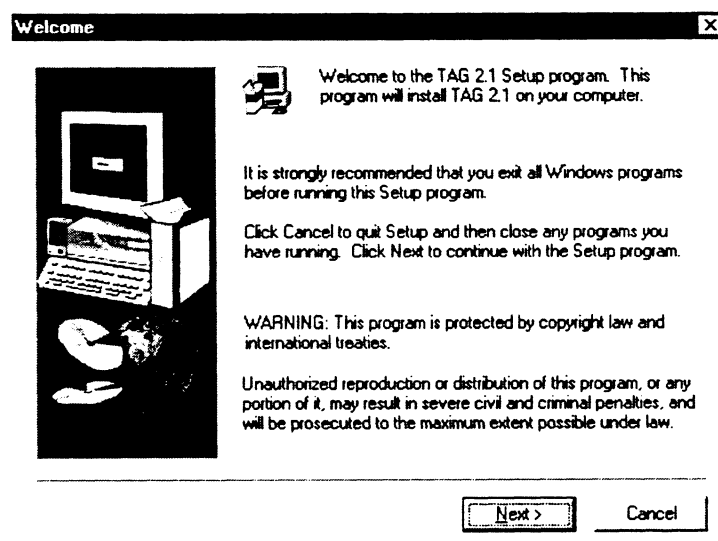 Welcome
Welcome to the TAG 2.1 Setup program. This
program will install TAG 2.1 on your computer.
It is strongly recommended that you exit all Windows programs
before running this Setup program.
Click Cancel to quit Setup and then close any programs you
have running. Click Next to continue with the Setup program.
WARNING: This program is protected by copyright law and
international treaties.
Unauthorized reproduction or distribution of this program, or any
portion of it, may result in severe civil and criminal penalties, and
will be prosecuted to the maximum extent possible under law.
Next >
Cancel